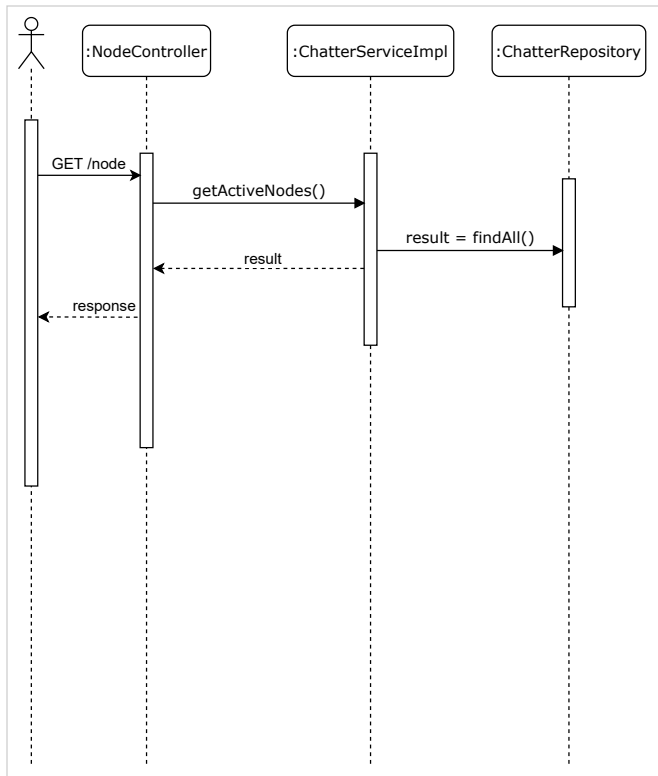 :NodeController
:ChatterServiceImpl
:ChatterRepository
GET /node
getActiveNodes()
result = findAll()
result
response